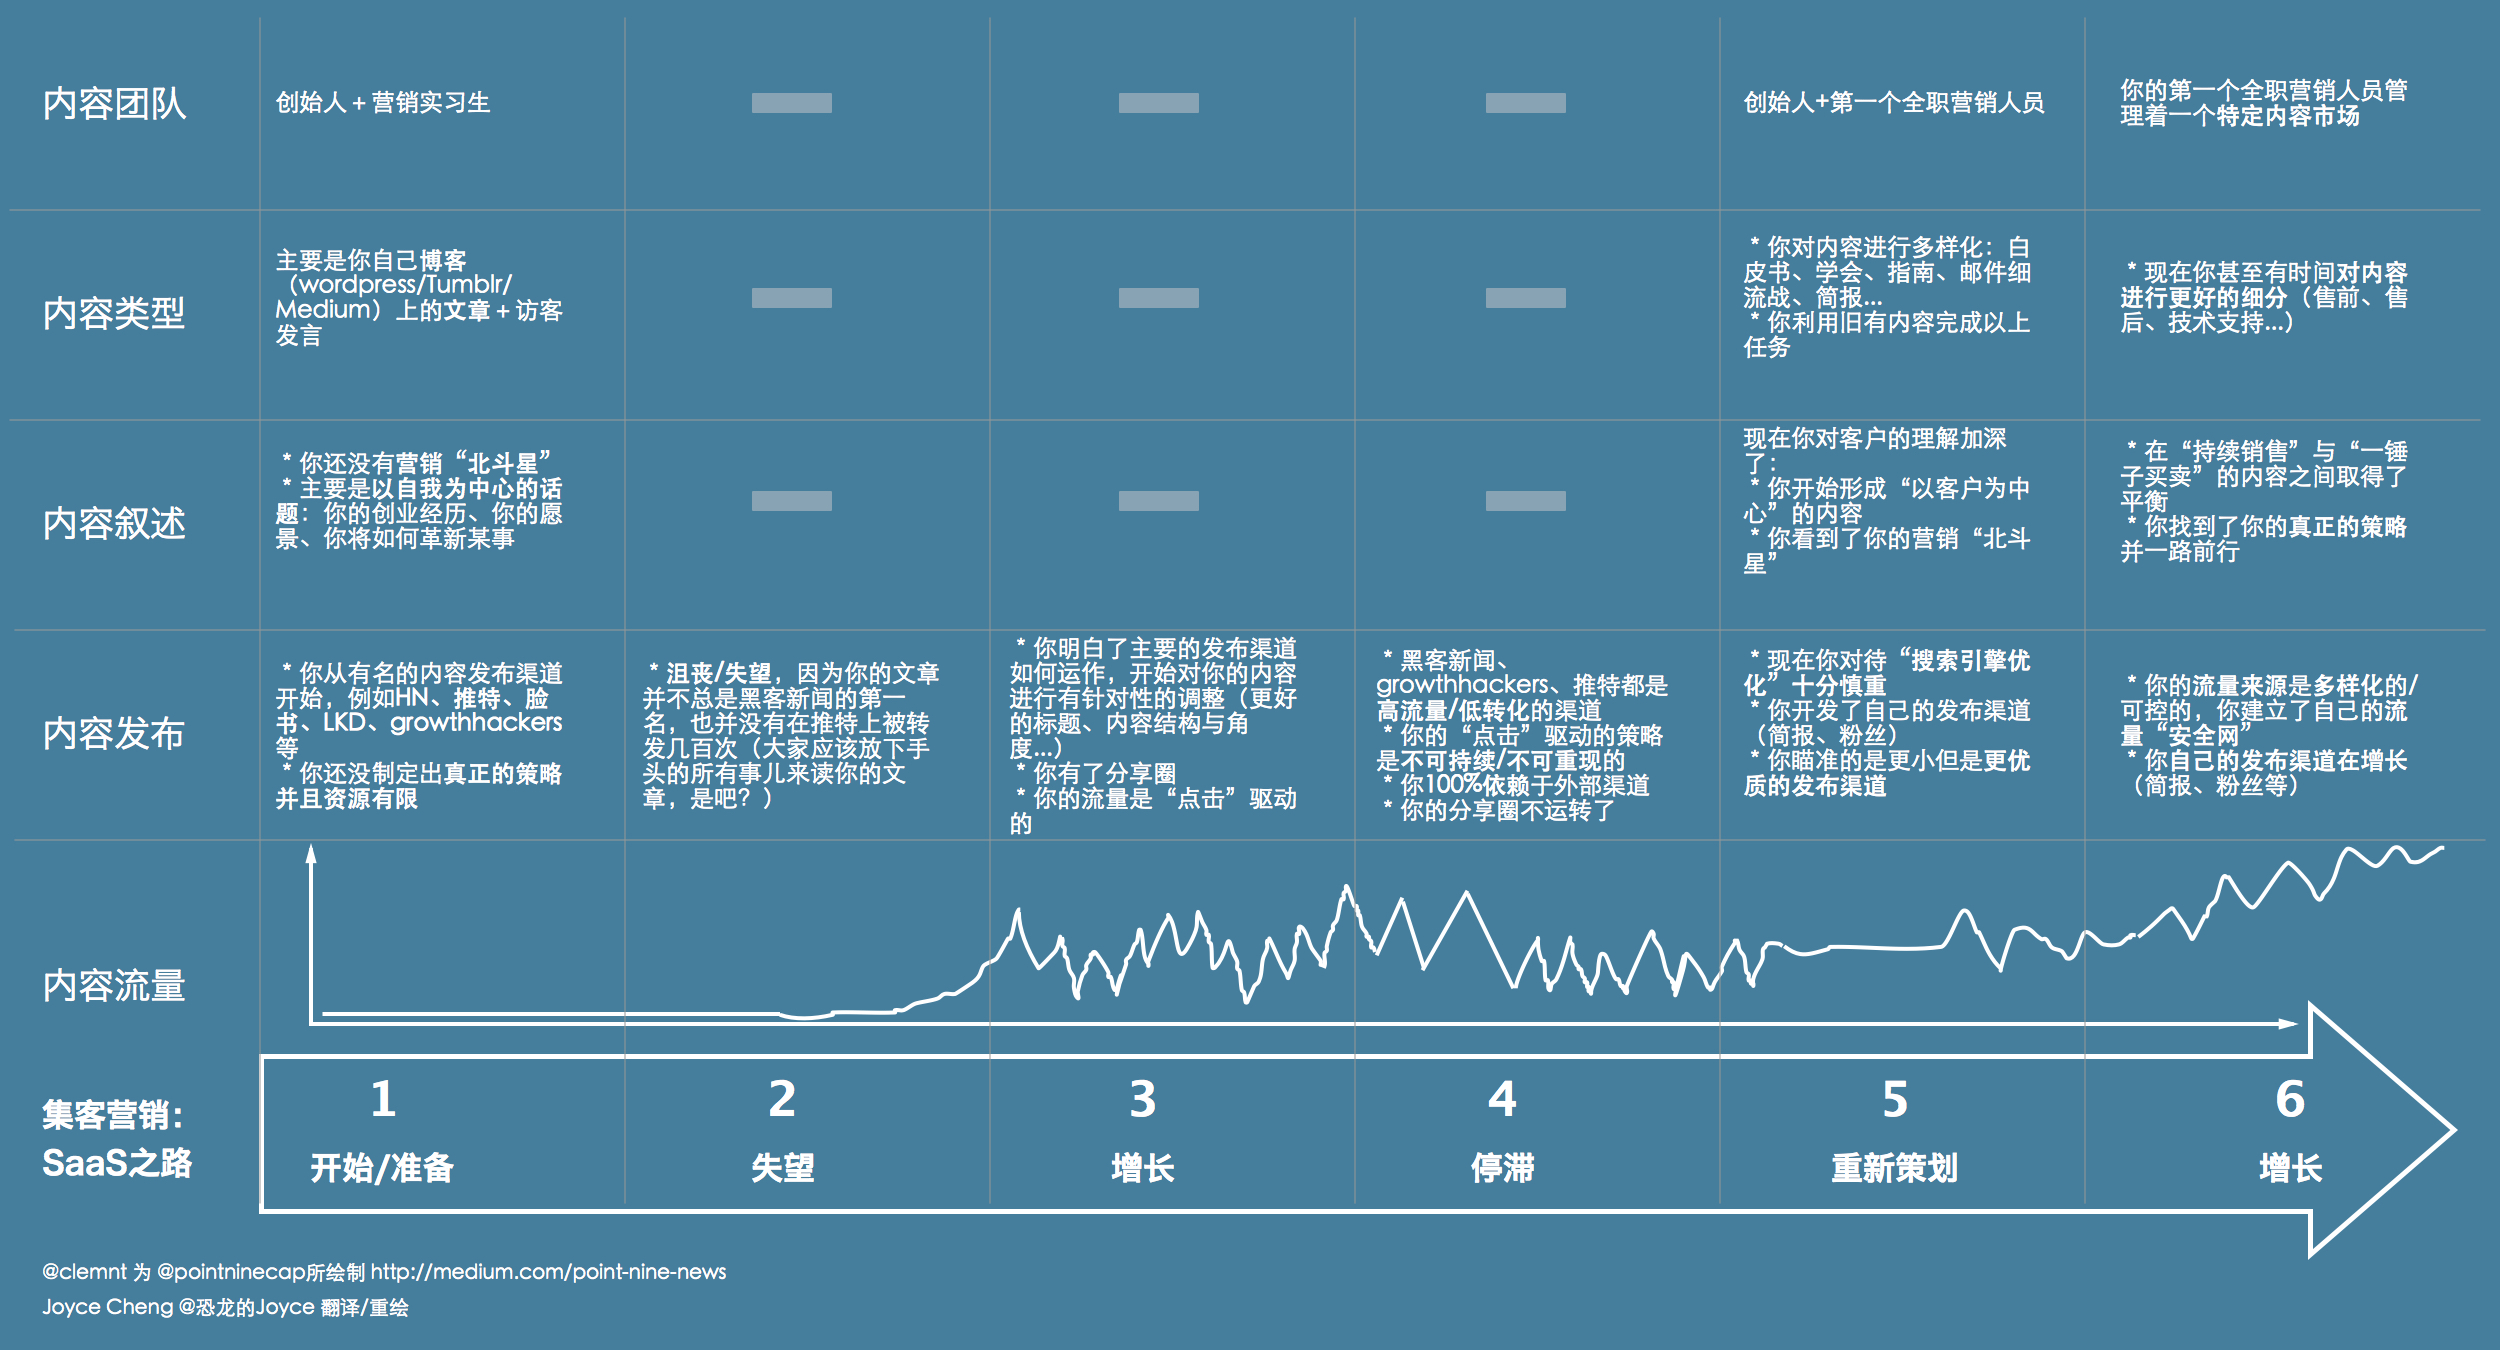 内容团队
创始人 + 营销实习生
创始人+第一个全职营销人员
你的第一个全职营销人员管
理着一个特定内容市场
内容类型
主要是你自己博客
（wordpress/Tumblr/
Medium）上的文章 + 访客
发言
* 你对内容进行多样化：白
皮书、学会、指南、邮件细
流战、简报...
* 你利用旧有内容完成以上
任务
* 现在你甚至有时间对内容
进行更好的细分（售前、售
后、技术支持...）
内容叙述
* 你还没有营销“北斗星”
* 主要是以自我为中心的话
题：你的创业经历、你的愿
景、你将如何革新某事
现在你对客户的理解加深
了：
* 你开始形成“以客户为中
心”的内容
* 你看到了你的营销“北斗
星”
* 在“持续销售”与“一锤
子买卖”的内容之间取得了
平衡
* 你找到了你的真正的策略
并一路前行
内容发布
* 你从有名的内容发布渠道
开始，例如HN、推特、脸
书、LKD、growthhackers
等
* 你还没制定出真正的策略
并且资源有限
* 沮丧/失望，因为你的文章
并不总是黑客新闻的第一
名，也并没有在推特上被转
发几百次（大家应该放下手
头的所有事儿来读你的文
章，是吧？）
* 你明白了主要的发布渠道
如何运作，开始对你的内容
进行有针对性的调整（更好
的标题、内容结构与角
度...）
* 你有了分享圈
* 你的流量是“点击”驱动
的
* 黑客新闻、
growthhackers、推特都是
高流量/低转化的渠道
* 你的“点击”驱动的策略
是不可持续/不可重现的
* 你100%依赖于外部渠道
* 你的分享圈不运转了
* 现在你对待“搜索引擎优
化”十分慎重
* 你开发了自己的发布渠道
（简报、粉丝）
* 你瞄准的是更小但是更优
质的发布渠道
* 你的流量来源是多样化的/
可控的，你建立了自己的流
量“安全网”
* 你自己的发布渠道在增长
（简报、粉丝等）
内容流量
集客营销：
SaaS之路
1
开始/准备
2
失望
3
增长
4
停滞
5
重新策划
6
增长
@clemnt 为 @pointninecap所绘制 http://medium.com/point-nine-news
Joyce Cheng @恐龙的Joyce 翻译/重绘